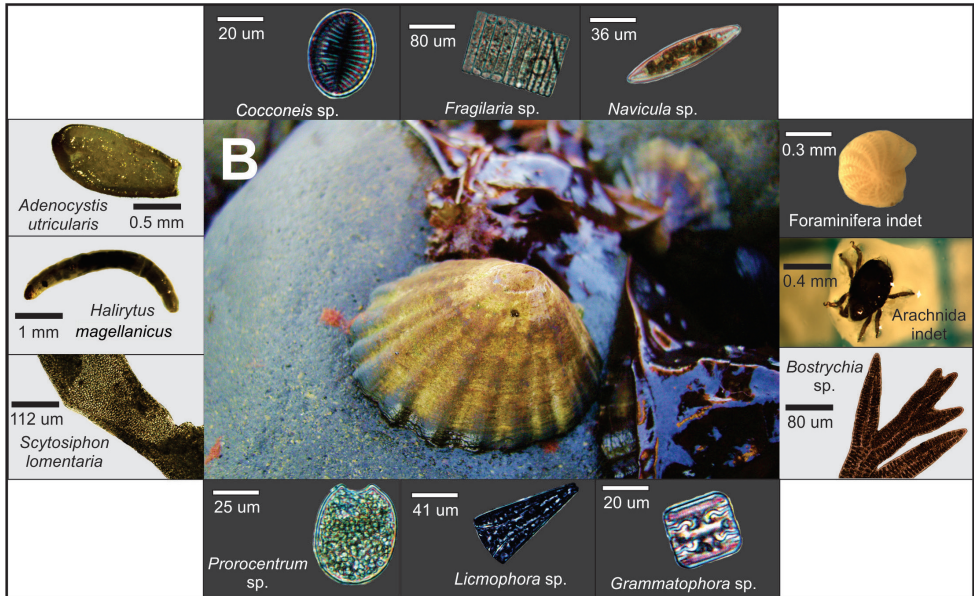 20 um
Cocconeis sp.
80 um
Fragilaria sp.
36 um
Navicula sp.
Adenocystis
utricularis
0.5 mm
B
0.3 mm
Foraminifera indet
1 mm
Halirytus
magellanicus
0.4 mm
Arachnida
indet
112 um
Scytosiphon
lomentaria
Bostrychia
sp.
80 um
25 um
Prorocentrum
sp.
41 um
Licmophora sp.
20 um
Grammatophora sp.